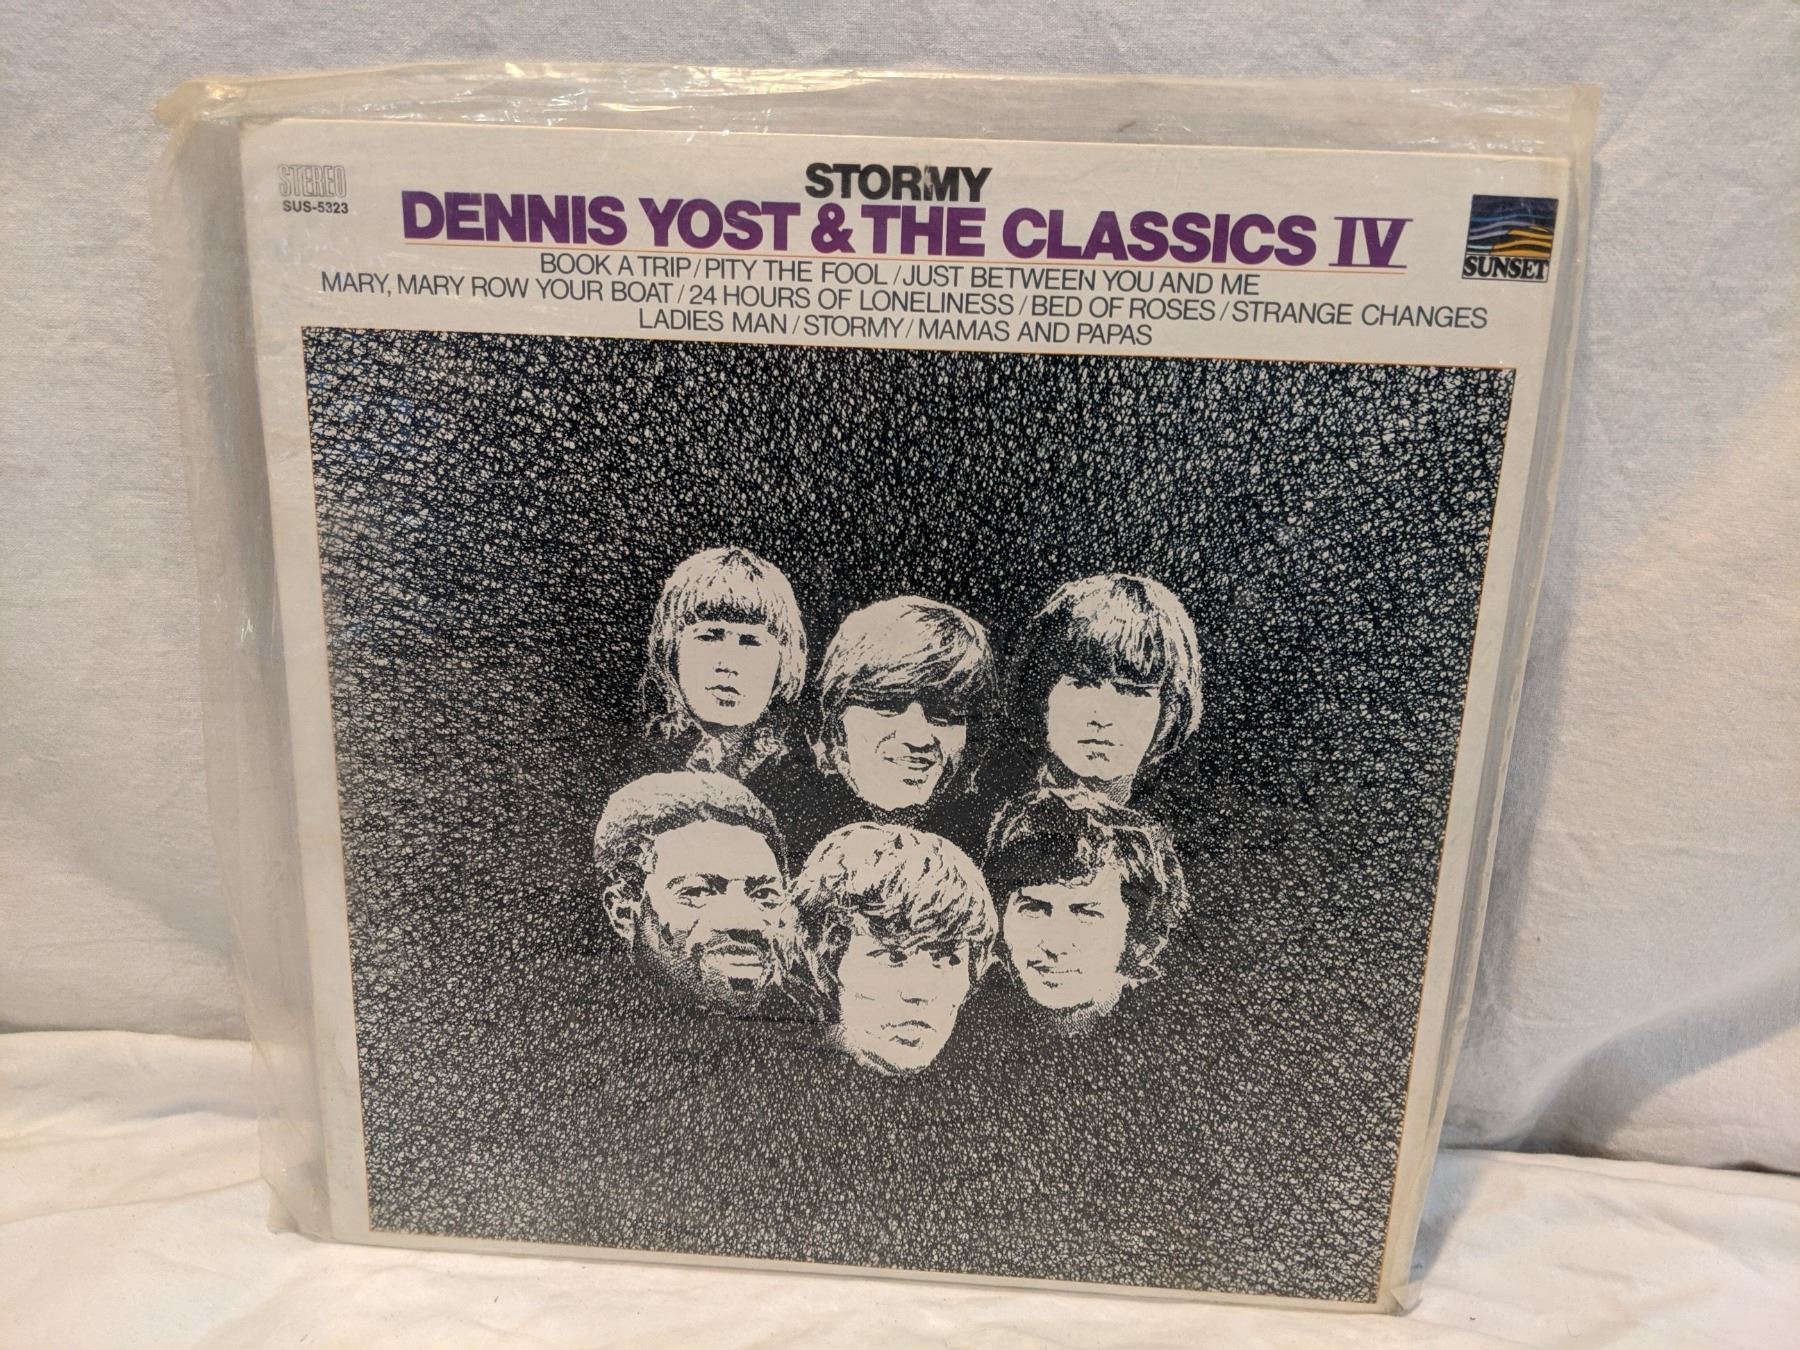 STEREO
SUS-5323
STORMY
DENNIS YOST & THE CLASSICS IV
SUNSET
BOOK A TRIP/PITY THE FOOL/JUST BETWEEN YOU AND ME
MARY, MARY ROW YOUR BOAT/24 HOURS OF LONELINESS/BED OF ROSES/STRANGE CHANGES
LADIES MAN/STORMY/MAMAS AND PAPAS